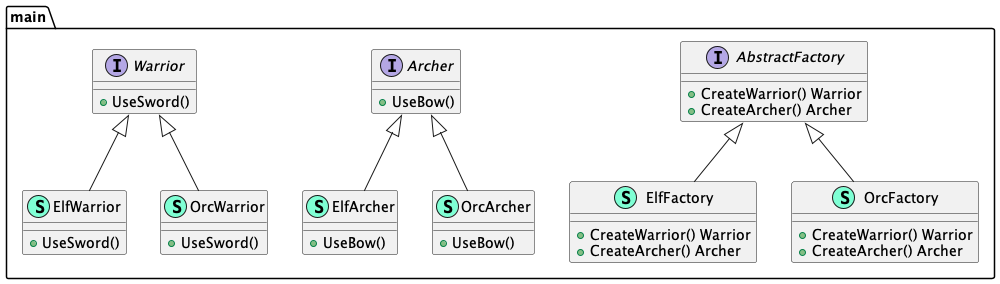 main
I Warrior
UseSword()
I Archer
UseBow()
I AbstractFactory
CreateWarrior() Warrior
CreateArcher() Archer
S ElfWarrior
UseSword()
S OrcWarrior
UseSword()
S ElfArcher
UseBow()
S OrcArcher
UseBow()
S ElfFactory
CreateWarrior() Warrior
CreateArcher() Archer
S OrcFactory
CreateWarrior() Warrior
CreateArcher() Archer